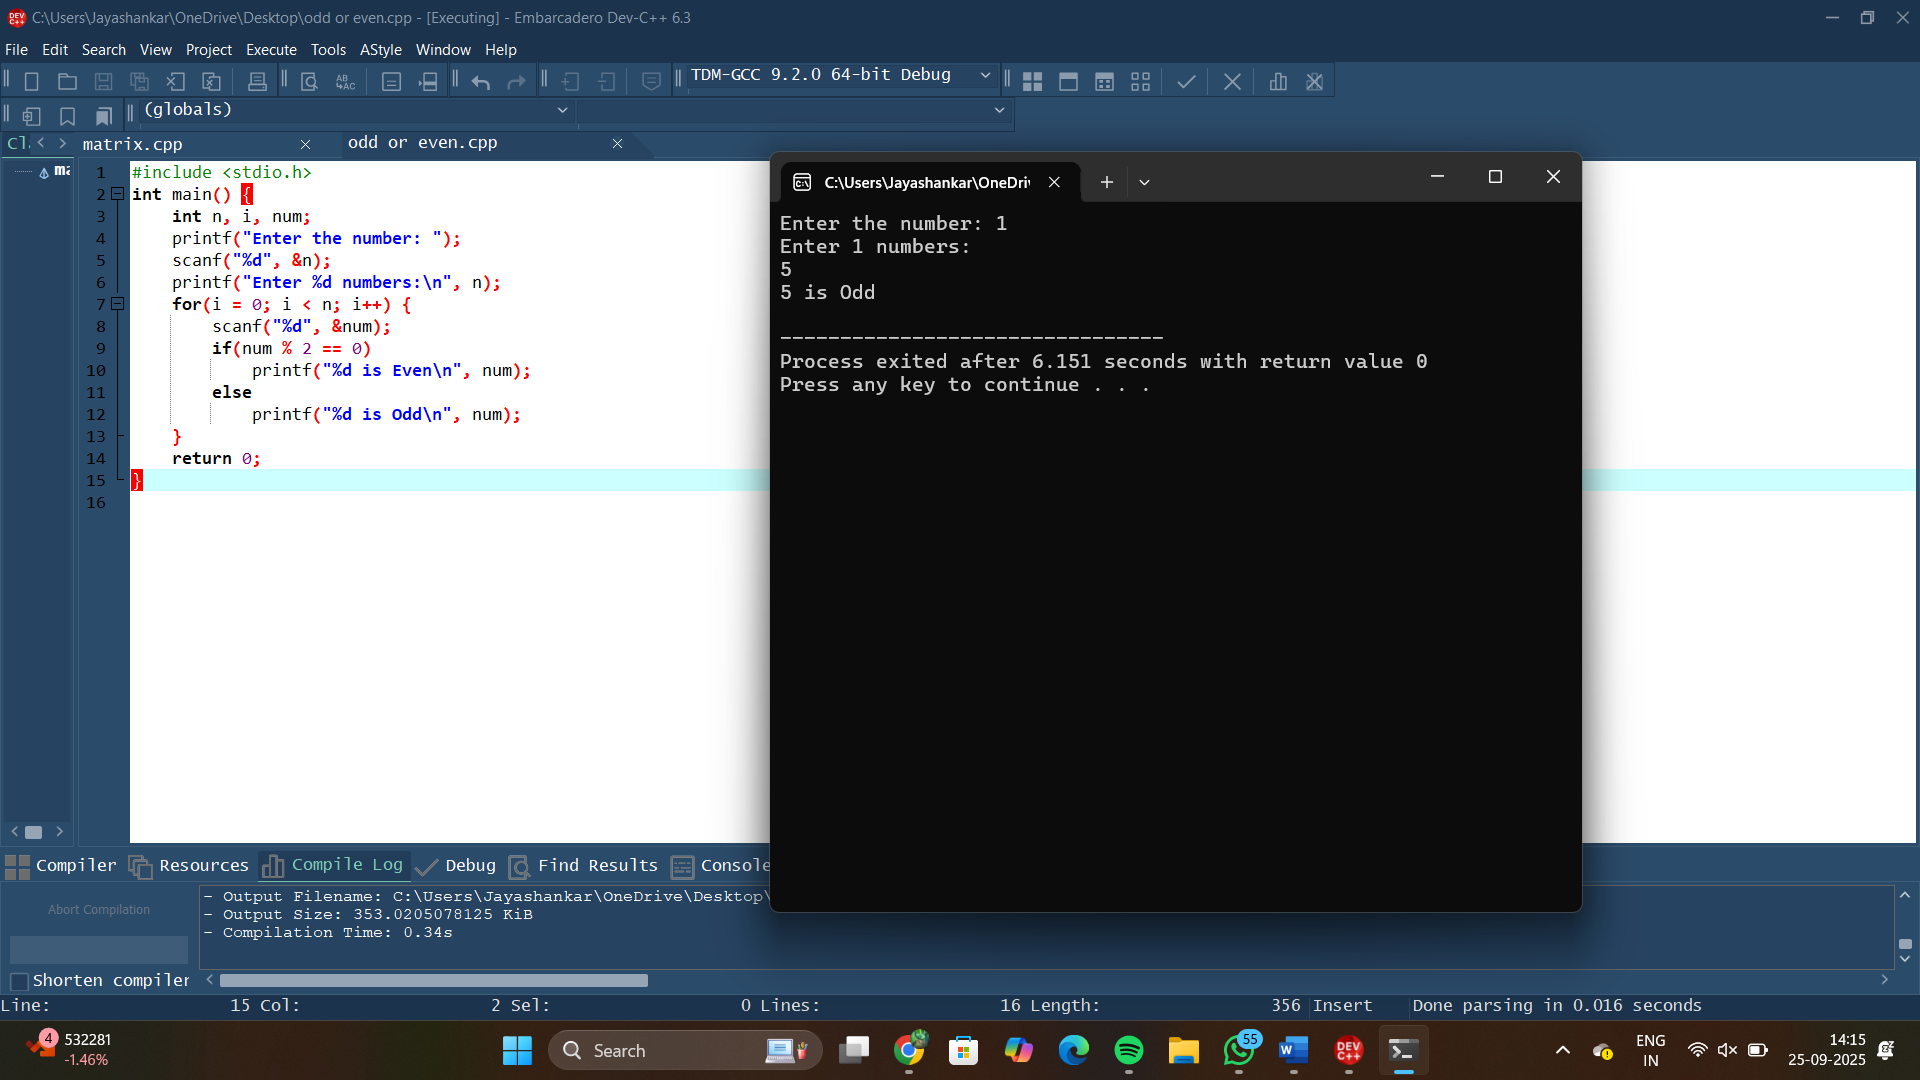 C:\Users\Jayashankar\OneDrive\Desktop\odd or even.cpp - [Executing] - Embarcadero Dev-C++ 6.3
File Edit Search View Project Execute Tools AStyle Window Help
TDM-GCC 9.2.0 64-bit Debug
(globals)
matrix.cpp
odd or even.cpp
1 #include <stdio.h>
2 int main() {
3 int n, i, num;
4 printf("Enter the number: ");
5 scanf("%d", &n);
6 printf("Enter %d numbers:\n", n);
7 for(i = 0; i < n; i++) {
8 scanf("%d", &num);
9 if(num % 2 == 0)
10 printf("%d is Even\n", num);
11 else
12 printf("%d is Odd\n", num);
13 }
14 return 0;
15 }
16
C:\Users\Jayashankar\OneDri
Enter the number: 1
Enter 1 numbers:
5
5 is Odd
--------------------------------
Process exited after 6.151 seconds with return value 0
Press any key to continue . . .
Compiler Resources Compile Log Debug Find Results Console
Abort Compilation
Shorten compiler
- Output Filename: C:\Users\Jayashankar\OneDrive\Desktop\
- Output Size: 353.0205078125 KiB
- Compilation Time: 0.34s
Line: 15 Col: 2 Sel: 0 Lines: 16 Length: 356 Insert Done parsing in 0.016 seconds
4
532281
-1.46%
Search
55
DEV C++
ENG
IN
14:15
25-09-2025